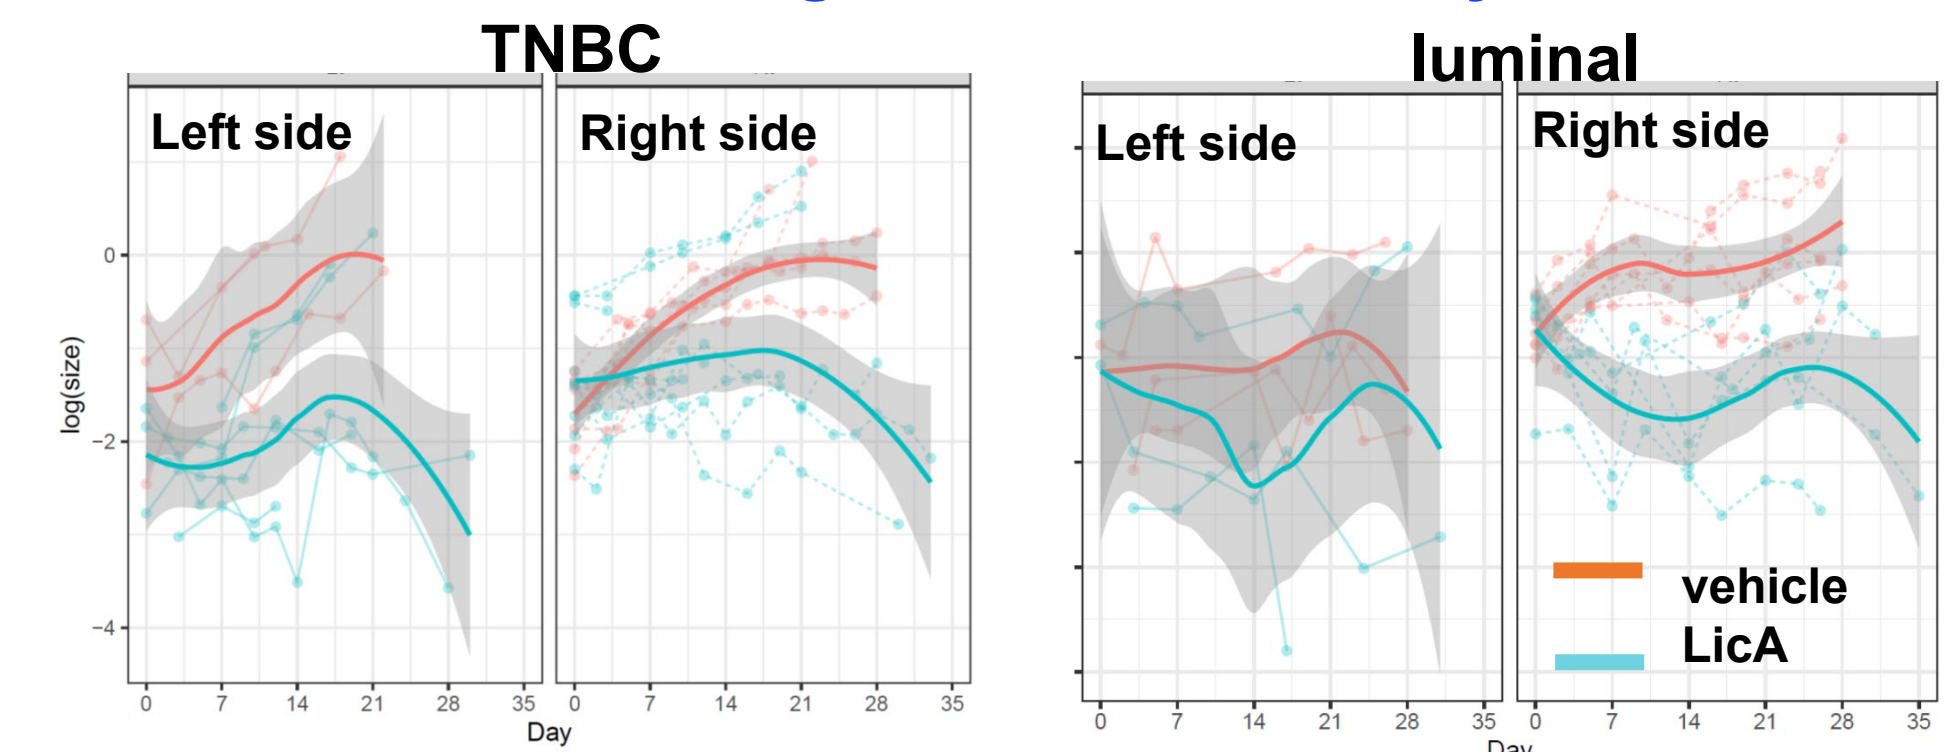 TNBC
luminal
Left side
Right side
Left side
Right side
log(size)
0
−2
−4
vehicle
LicA
0 7 14 21 28 35
0 7 14 21 28 35
0 7 14 21 28 35
0 7 14 21 28 35
Day
Day